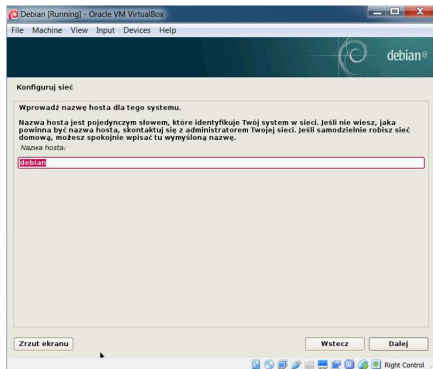 Debian [Running] - Oracle VM VirtualBox
File Machine View Input Devices Help
debian 8
Konfiguruj sieć
Wprowadź nazwę hosta dla tego systemu.
Nazwa hosta jest pojedynczym słowem, które identyfikuje Twój system w sieci. Jeśli nie wiesz, jaka
powinna być nazwa hosta, skontaktuj się z administratorem Twojej sieci. Jeśli samodzielnie robisz sieć
domową, możesz spokojnie wpisać tu wymyśloną nazwę.
Nazwa hosta:
debian
Zrzut ekranu
Wstecz
Dalej
Right Control